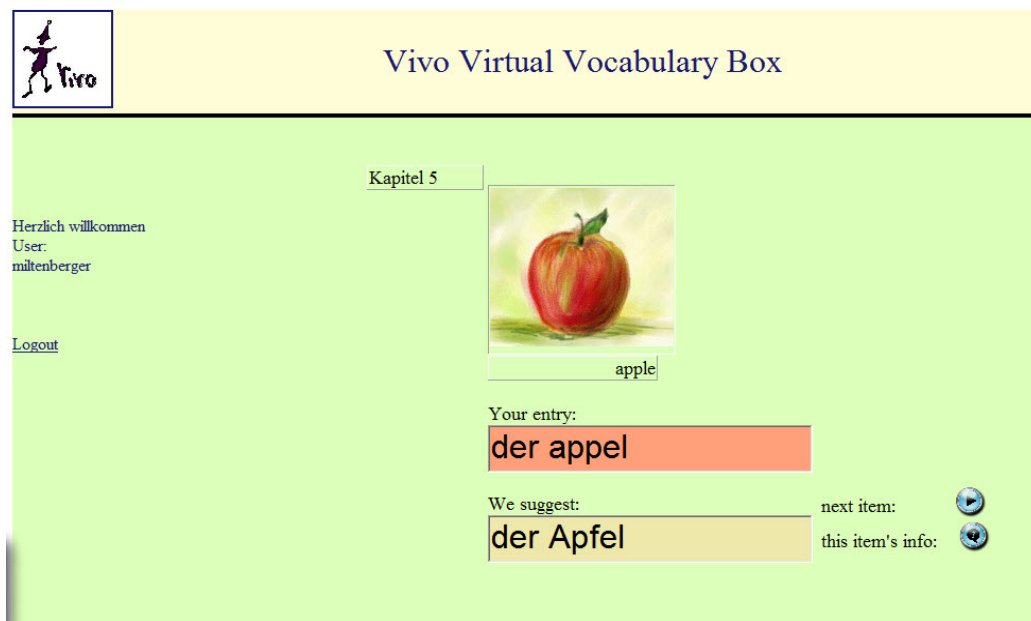 Vivo
Vivo Virtual Vocabulary Box
Kapitel 5
Herzlich willkommen
User:
miltenberger
Logout
apple
Your entry:
der appel
We suggest:
der Apfel
next item:
this item's info: